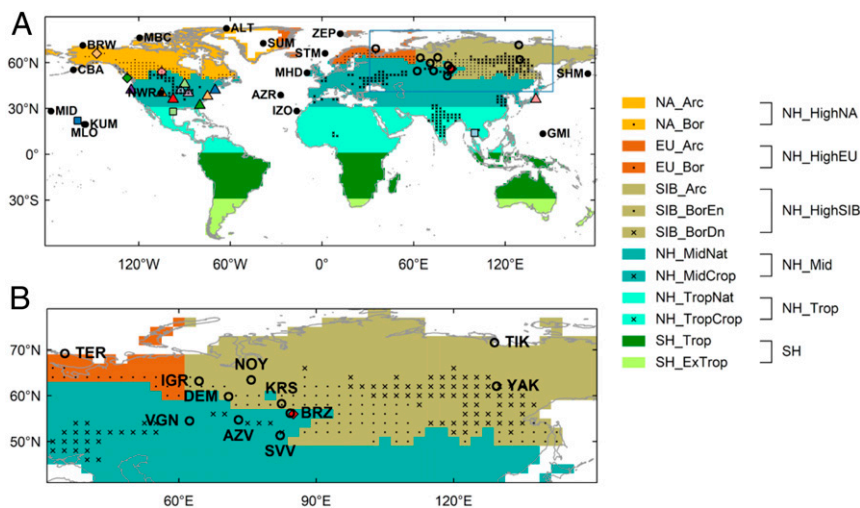 A
ALT
ZEP
MBC
BRW
SUM
STM
CBA
MHD
SHM
NWR
AZR
MID
IZO
KUM
MLO
GMI
60°N
30°N
0°
30°S
120°W
60°W
0°
60°E
120°E
B
TER
TIK
NOY
IGR
KRS
YAK
DEM
BRZ
VGN
AZV
SVV
70°N
60°N
50°N
60°E
90°E
120°E
NA_Arc
NA_Bor
NH_HighNA
EU_Arc
EU_Bor
NH_HighEU
SIB_Arc
SIB_BorEn
SIB_BorDn
NH_HighSIB
NH_MidNat
NH_MidCrop
NH_Mid
NH_TropNat
NH_TropCrop
NH_Trop
SH_Trop
SH_ExTrop
SH